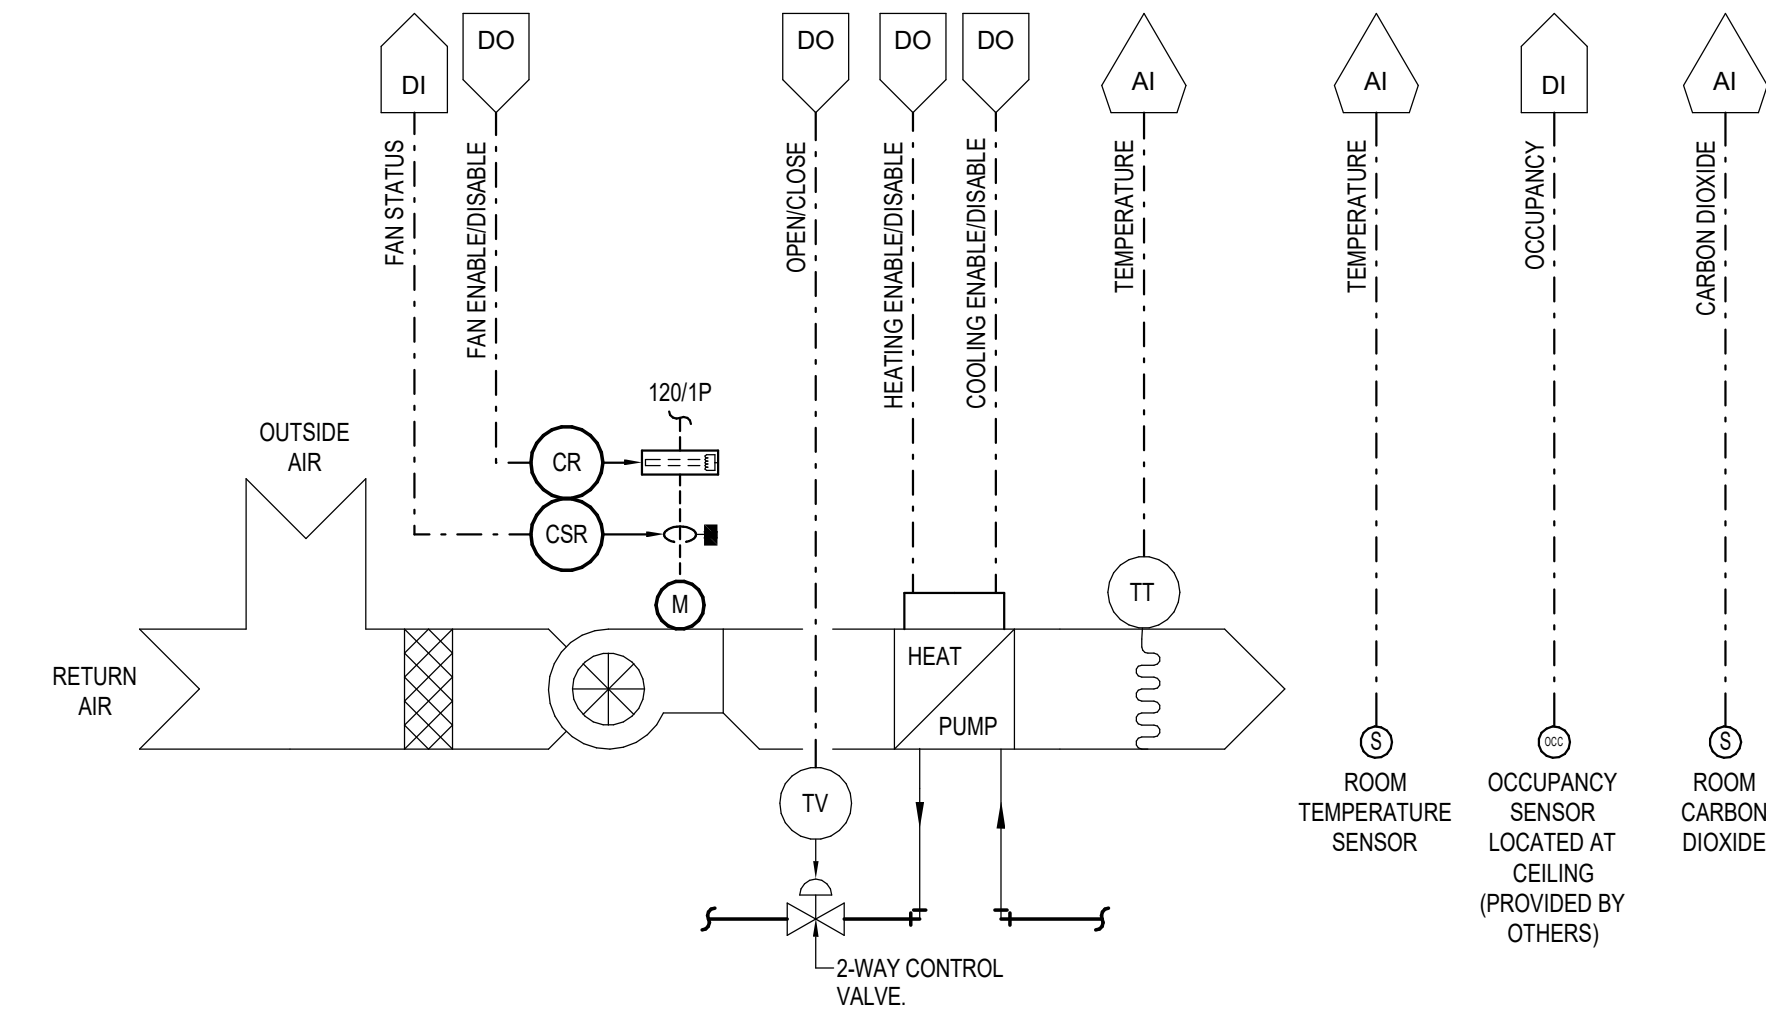 DI
DO
DO
DO
DO
AI
AI
DI
AI
FAN STATUS
FAN ENABLE/DISABLE
OPEN/CLOSE
HEATING ENABLE/DISABLE
COOLING ENABLE/DISABLE
TEMPERATURE
TEMPERATURE
OCCUPANCY
CARBON DIOXIDE
120/1P
OUTSIDE
AIR
CR
CSR
M
TT
RETURN
AIR
HEAT
PUMP
TV
S
OCC
S
ROOM
TEMPERATURE
SENSOR
OCCUPANCY
SENSOR
LOCATED AT
CEILING
(PROVIDED BY
OTHERS)
ROOM
CARBON
DIOXIDE
2-WAY CONTROL
VALVE.